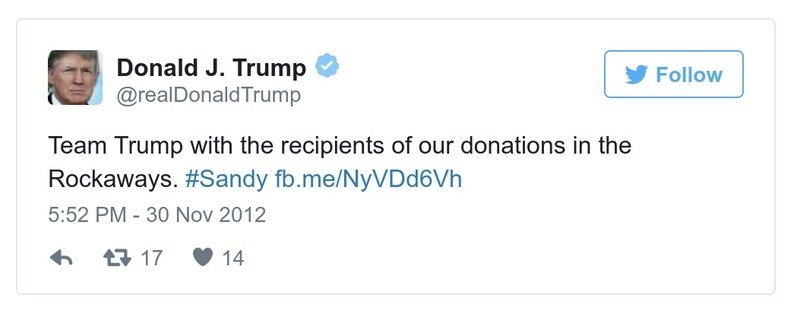 Donald J. Trump
@realDonaldTrump
Follow
Team Trump with the recipients of our donations in the
Rockaways. #Sandy fb.me/NyVDd6Vh
5:52 PM - 30 Nov 2012
17 14